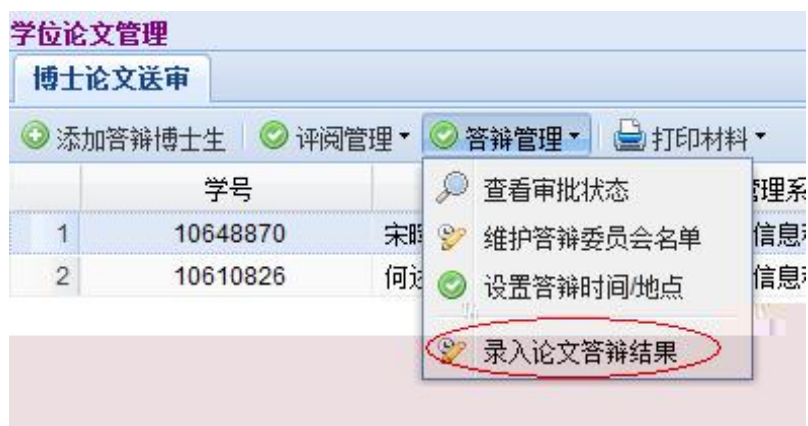 学位论文管理
博士论文送审
添加答辩博士生 评阅管理 答辩管理 打印材料
学号
查看审批状态
管理系
1 10648870 宋
维护答辩委员会名单
信息
2 10610826 何
设置答辩时间/地点
信息
录入论文答辩结果